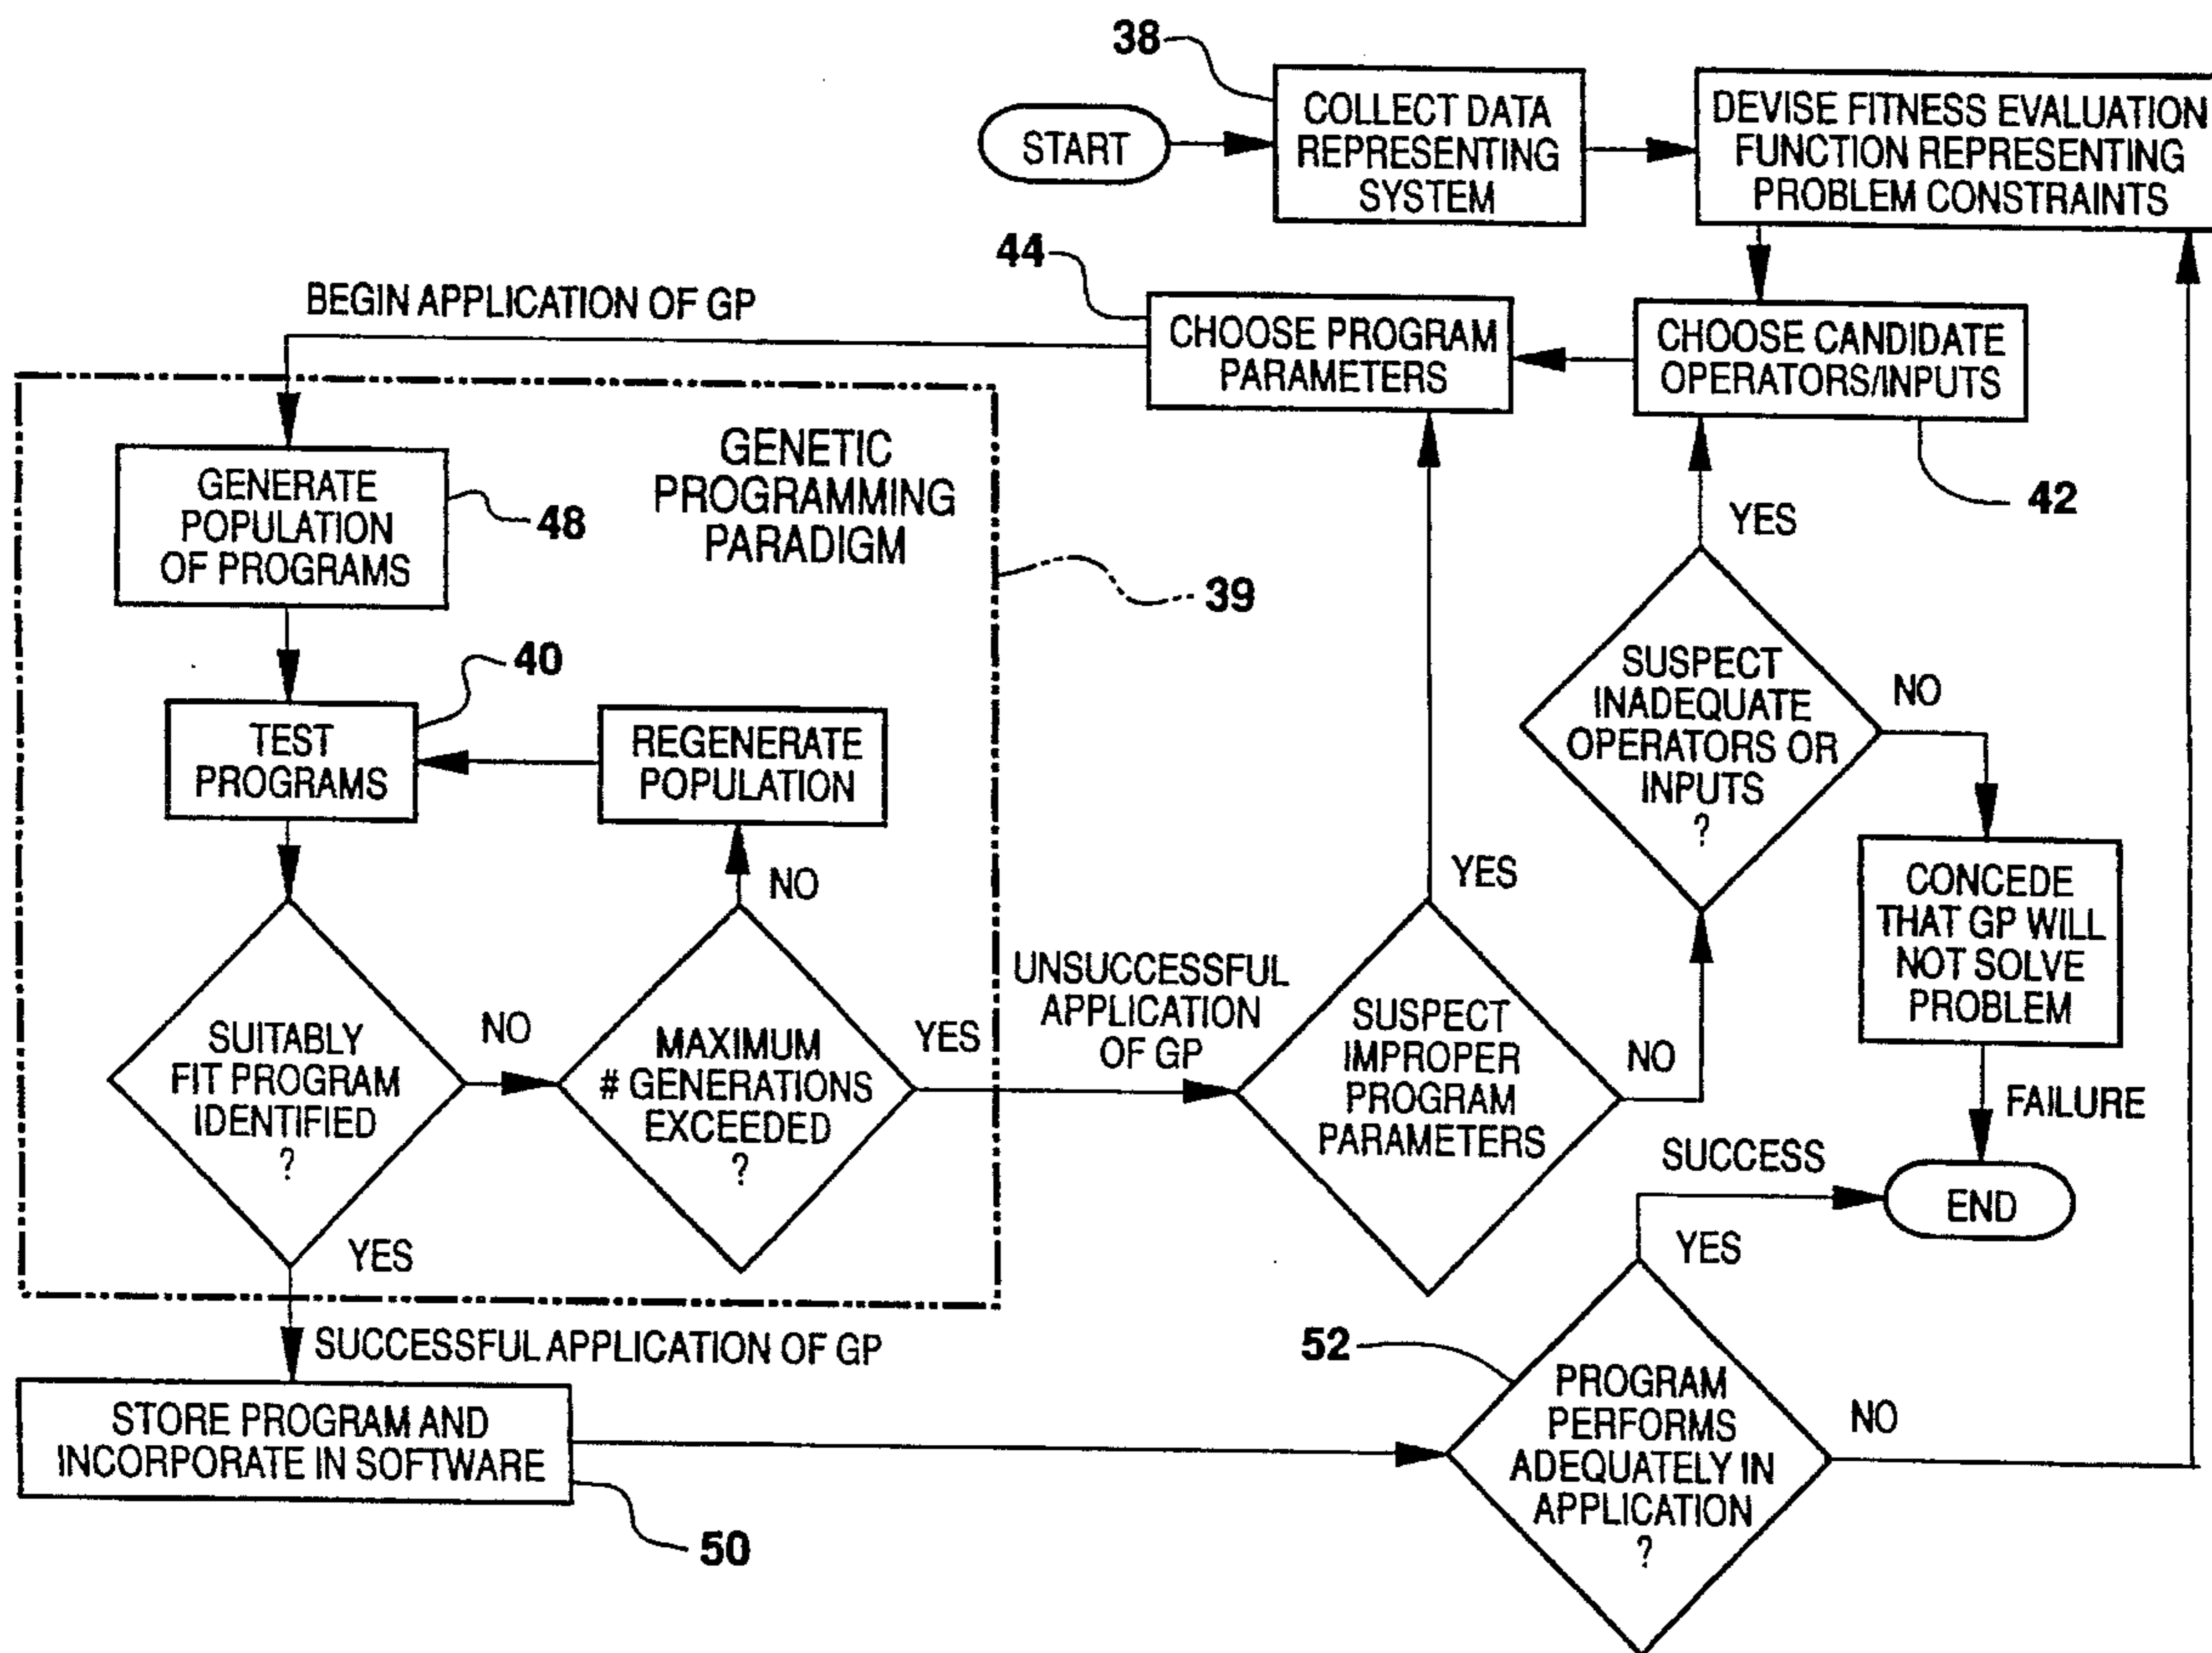 38
START
COLLECT DATA
REPRESENTING
SYSTEM
DEVISE FITNESS EVALUATION
FUNCTION REPRESENTING
PROBLEM CONSTRAINTS
44
BEGIN APPLICATION OF GP
CHOOSE PROGRAM
PARAMETERS
CHOOSE CANDIDATE
OPERATORS/INPUTS
42
GENETIC
PROGRAMMING
PARADIGM
39
GENERATE
POPULATION
OF PROGRAMS
48
40
TEST
PROGRAMS
REGENERATE
POPULATION
NO
SUITABLY
FIT PROGRAM
IDENTIFIED
?
NO
MAXIMUM
# GENERATIONS
EXCEEDED
?
YES
YES
UNSUCCESSFUL
APPLICATION
OF GP
SUSPECT
IMPROPER
PROGRAM
PARAMETERS
YES
NO
YES
SUSPECT
INADEQUATE
OPERATORS OR
INPUTS
?
NO
CONCEDE
THAT GP WILL
NOT SOLVE
PROBLEM
FAILURE
SUCCESS
END
YES
SUCCESSFUL APPLICATION OF GP
STORE PROGRAM AND
INCORPORATE IN SOFTWARE
50
52
PROGRAM
PERFORMS
ADEQUATELY IN
APPLICATION
?
NO